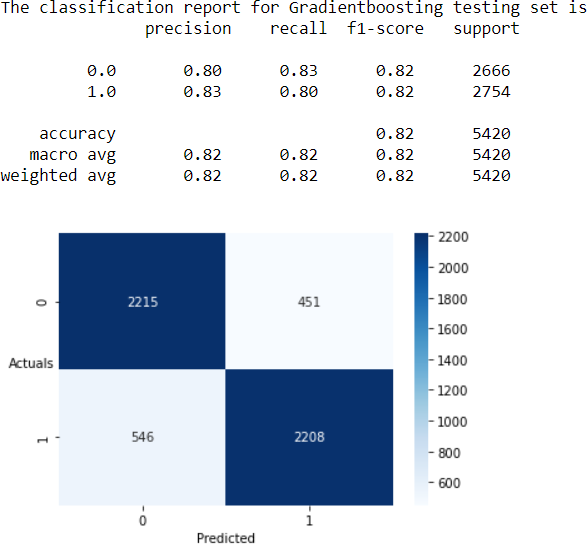 The classification report for Gradientboosting testing set is
precision recall f1-score support
0.0 0.80 0.83 0.82 2666
1.0 0.83 0.80 0.82 2754
accuracy 0.82 5420
macro avg 0.82 0.82 0.82 5420
weighted avg 0.82 0.82 0.82 5420
2200
2000
0 2215 451
1800
1600
Actuals
1400
1200
1000
1 546 2208
800
600
0 1
Predicted